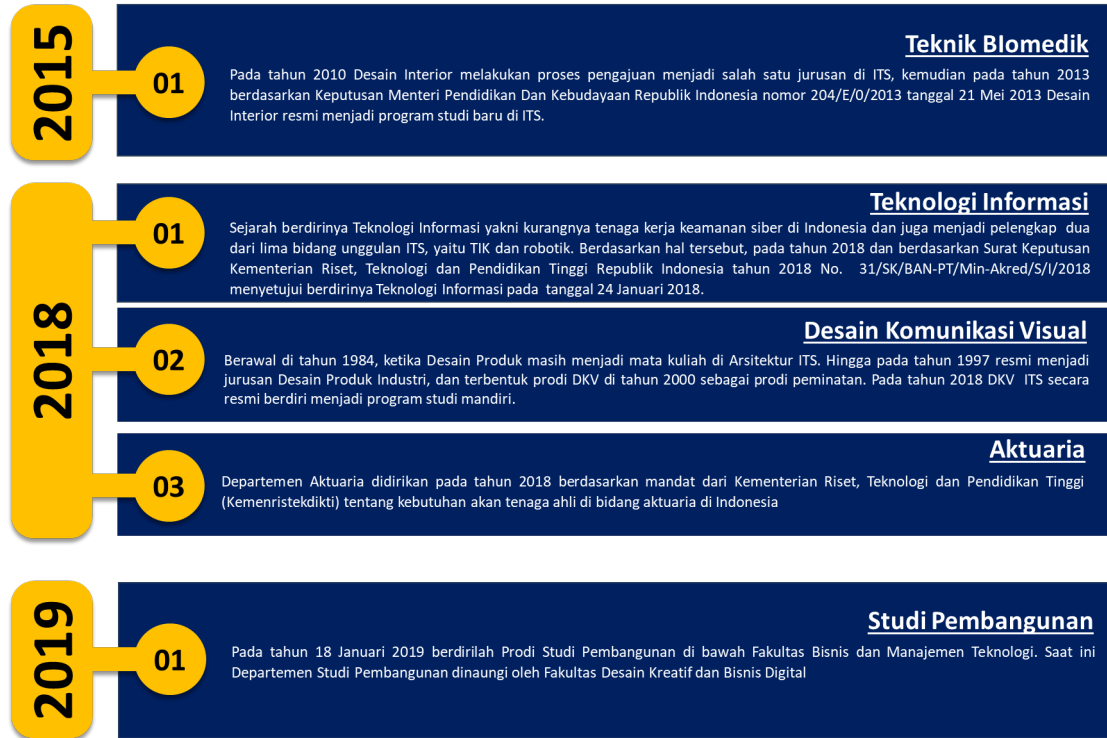 2015
01
Teknik BIomedik
Pada tahun 2010 Desain Interior melakukan proses pengajuan menjadi salah satu jurusan di ITS, kemudian pada tahun 2013
berdasarkan Keputusan Menteri Pendidikan Dan Kebudayaan Republik Indonesia nomor 204/E/0/2013 tanggal 21 Mei 2013 Desain
Interior resmi menjadi program studi baru di ITS.
2018
01
Teknologi Informasi
Sejarah berdirinya Teknologi Informasi yakni kurangnya tenaga kerja keamanan siber di Indonesia dan juga menjadi pelengkap dua
dari lima bidang unggulan ITS, yaitu TIK dan robotik. Berdasarkan hal tersebut, pada tahun 2018 dan berdasarkan Surat Keputusan
Kementerian Riset, Teknologi dan Pendidikan Tinggi Republik Indonesia tahun 2018 No. 31/SK/BAN-PT/Min-Akred/S/I/2018
menyetujui berdirinya Teknologi Informasi pada tanggal 24 Januari 2018.
02
Desain Komunikasi Visual
Berawal di tahun 1984, ketika Desain Produk masih menjadi mata kuliah di Arsitektur ITS. Hingga pada tahun 1997 resmi menjadi
jurusan Desain Produk Industri, dan terbentuk prodi DKV di tahun 2000 sebagai prodi peminatan. Pada tahun 2018 DKV ITS secara
resmi berdiri menjadi program studi mandiri.
03
Aktuaria
Departemen Aktuaria didirikan pada tahun 2018 berdasarkan mandat dari Kementerian Riset, Teknologi dan Pendidikan Tinggi
(Kemenristekdikti) tentang kebutuhan akan tenaga ahli di bidang aktuaria di Indonesia
2019
01
Studi Pembangunan
Pada tahun 18 Januari 2019 berdirilah Prodi Studi Pembangunan di bawah Fakultas Bisnis dan Manajemen Teknologi. Saat ini
Departemen Studi Pembangunan dinaungi oleh Fakultas Desain Kreatif dan Bisnis Digital